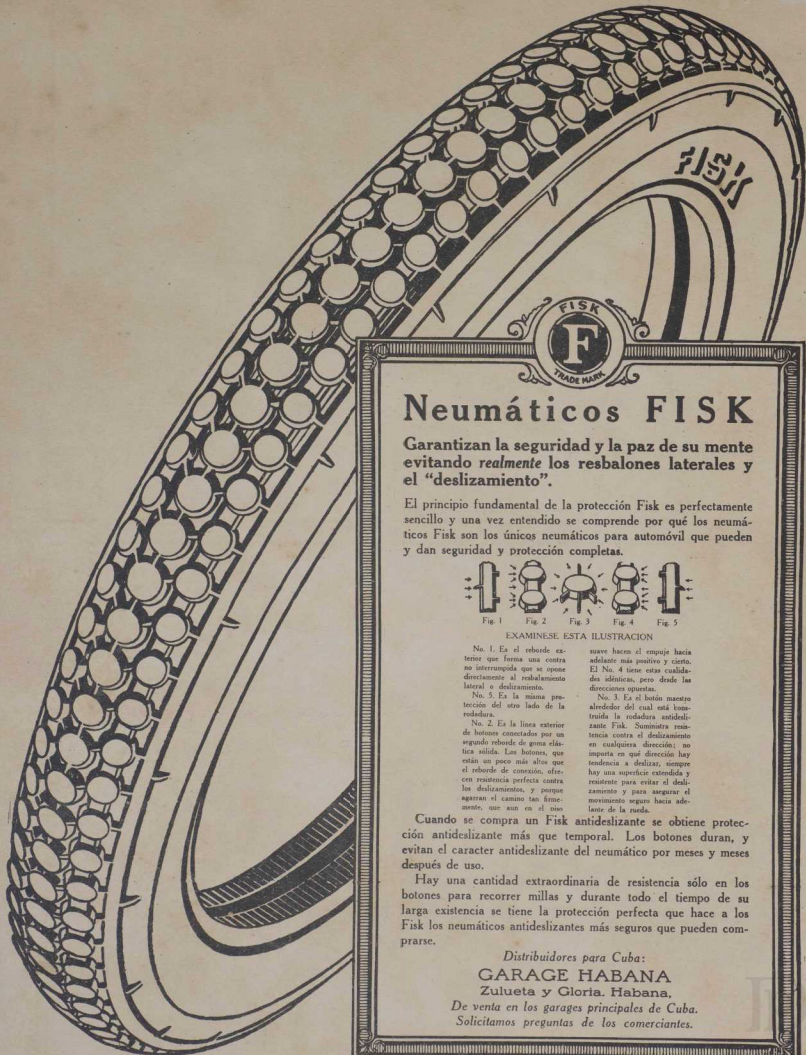 FISK
FISK
F
TRADE MARK
Neumáticos FISK
Garantizan la seguridad y la paz de su mente
evitando realmente los resbalones laterales y
el “deslizamiento”.
El principio fundamental de la protección Fisk es perfectamente
sencillo y una vez entendido se comprende por qué los neumá-
ticos Fisk son los únicos neumáticos para automóvil que pueden
y dan seguridad y protección completas.
Fig. 1 Fig. 2 Fig. 3 Fig. 4 Fig. 5
EXAMINESE ESTA ILUSTRACION
No. 1. Es el reborde ex-
terior que forma una contra
no interrumpida que se opone
directamente al resbalamiento
lateral o deslizamiento.
No. 5. Es la misma pro-
tección del otro lado de la
rodadura.
No. 2. Es la línea exterior
de botones conectados por un
segundo reborde de goma elás-
tica sólida. Los botones, que
están un poco más altos que
el reborde de conexión, ofre-
cen resistencia perfecta contra
los deslizamientos, y porque
agarran el camino tan firme-
mente, que aun en el piso
suave hacen el empuje hacia
adelante más positivo y cierto.
El No. 4 tiene estas cualida-
des idénticas, pero desde las
direcciones opuestas.
No. 3. Es el botón maestro
alrededor del cual está kons-
truida la rodadura antidesli-
zante Fisk. Suministra resis-
tencia contra el deslizamiento
en cualquiera dirección; no
importa en qué dirección hay
tendencia a deslizar, siempre
hay una superficie extendida y
resistente para evitar el desli-
zamiento y para asegurar el
movimiento seguro hacia ade-
lante de la rueda.
Cuando se compra un Fisk antideslizante se obtiene protec-
ción antideslizante más que temporal. Los botones duran, y
evitan el caracter antideslizante del neumático por meses y meses
después de uso.
Hay una cantidad extraordinaria de resistencia sólo en los
botones para recorrer millas y durante todo el tiempo de su
larga existencia se tiene la protección perfecta que hace a los
Fisk los neumáticos antideslizantes más seguros que pueden com-
prarse.
Distribuidores para Cuba:
GARAGE HABANA
Zulueta y Gloria. Habana,
De venta en los garages principales de Cuba.
Solicitamos preguntas de los comerciantes.